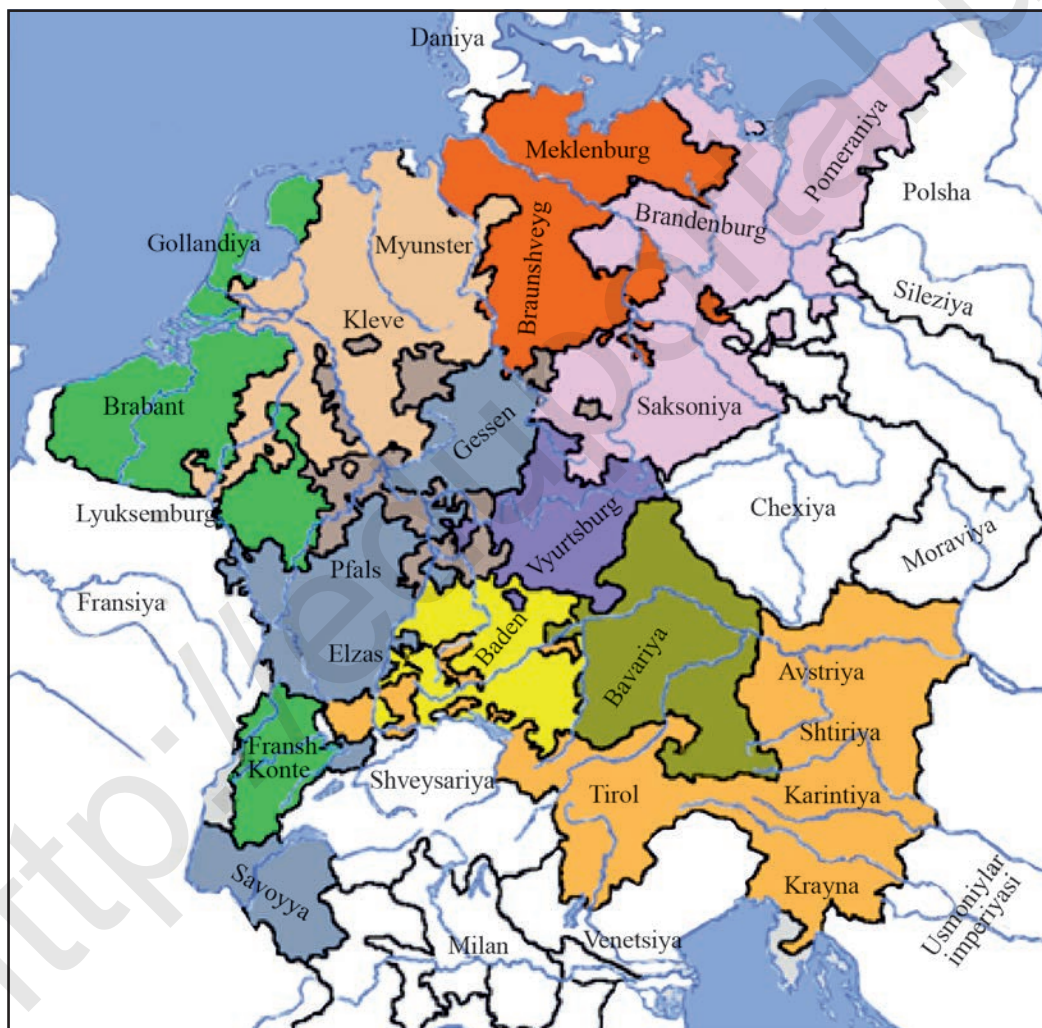 Daniya
Meklenburg
Pomeraniya
Polsha
Brandenburg
Gollandiya
Myunster
Braunshveyg
Sileziya
Kleve
Brabant
Gessen
Saksoniya
Lyuksemburg
Chexiya
Moraviya
Vyurtsburg
Pfals
Fransiya
Elzas
Baden
Bavariya
Avstriya
Shtiriya
Fransh-
Konte
Shveysariya
Tirol
Karintiya
Savoyya
Krayna
Usmoniylar
imperiyasi
Milan
Venetsiya